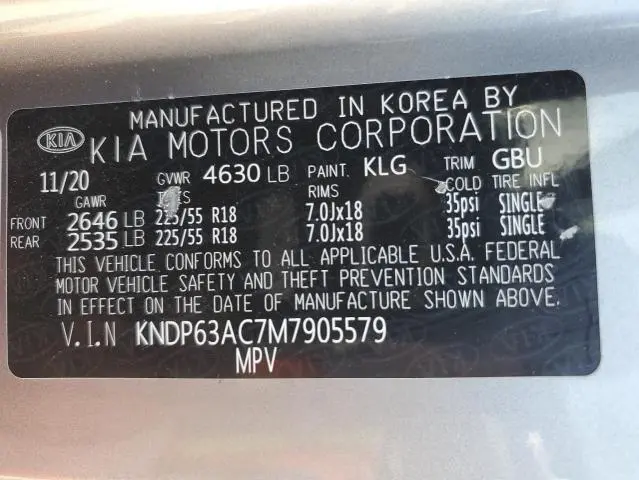 MANUFACTURED IN KOREA BY
KIA KIA MOTORS CORPORATION
11/20 GVWR 4630 LB PAINT. KLG TRIM GBU
GAWR RIMS COLD TIRE INFL
FRONT 2646 LB 225/55 R18 7.0Jx18 35psi SINGLE
REAR 2535 LB 225/55 R18 7.0Jx18 35psi SINGLE
THIS VEHICLE CONFORMS TO ALL APPLICABLE U.S.A. FEDERAL
MOTOR VEHICLE SAFETY AND THEFT PREVENTION STANDARDS
IN EFFECT ON THE DATE OF MANUFACTURE SHOWN ABOVE.
V.I.N KNDP63AC7M7905579
MPV